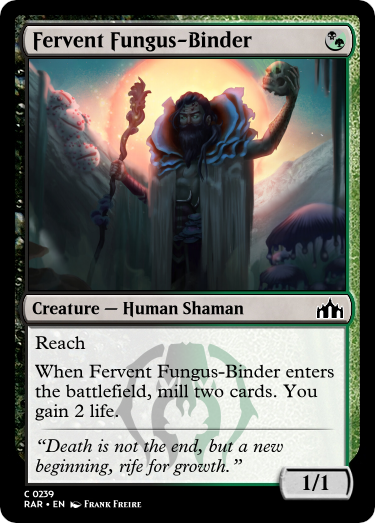 Fervent Fungus-Binder
Creature — Human Shaman
Reach
When Fervent Fungus-Binder enters
the battlefield, mill two cards. You
gain 2 life.
“Death is not the end, but a new
beginning, rife for growth.”
1/1
C 0239
RAR • EN Frank Freire